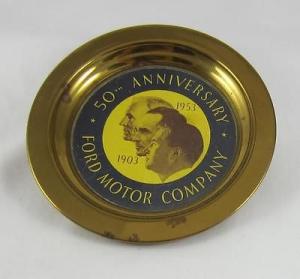 50TH ANNIVERSARY
1953
1903
FORD MOTOR COMPANY